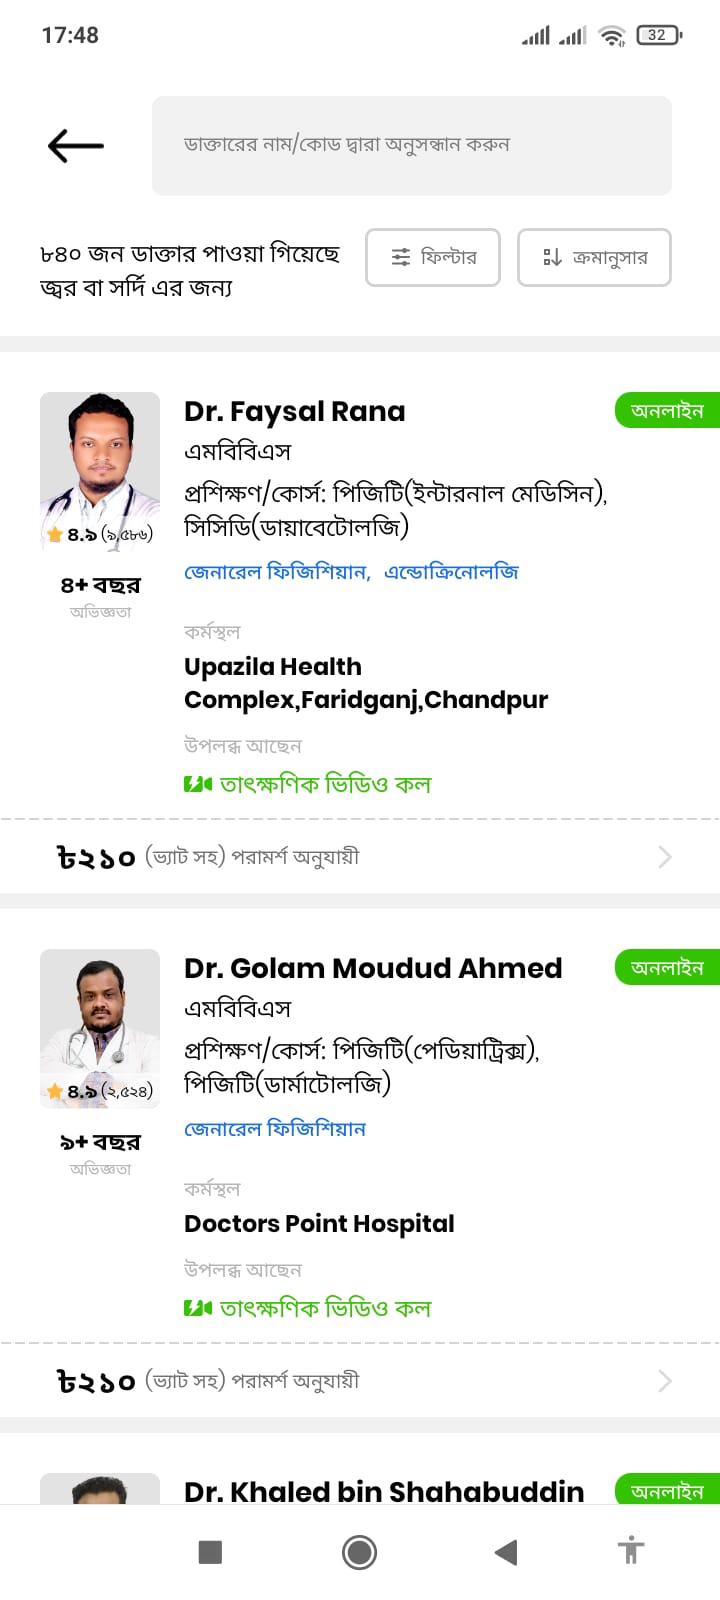 17:48
32
ডাক্তারের নাম/কোড দ্বারা অনুসন্ধান করুন
৮৪০ জন ডাক্তার পাওয়া গিয়েছে
জ্বর বা সর্দি এর জন্য
ফিল্টার
ক্রমানুসার
Dr. Faysal Rana
অনলাইন
এমবিবিএস
প্রশিক্ষণ/কোর্স: পিজিটি(ইন্টারনাল মেডিসিন),
সিসিডি(ডায়াবেটোলজি)
৪.৯ (৯,৫৮৬)
জেনারেল ফিজিশিয়ান, এন্ডোক্রিনোলজি
৪+ বছর
অভিজ্ঞতা
কর্মস্থল
Upazila Health
Complex,Faridganj,Chandpur
উপলব্ধ আছেন
তাৎক্ষণিক ভিডিও কল
৳২১০ (ভ্যাট সহ) পরামর্শ অনুযায়ী
Dr. Golam Moudud Ahmed
অনলাইন
এমবিবিএস
প্রশিক্ষণ/কোর্স: পিজিটি(পেডিয়াট্রিক্স),
পিজিটি(ডার্মাটোলজি)
৪.৯ (২,৫২৪)
জেনারেল ফিজিশিয়ান
৯+ বছর
অভিজ্ঞতা
কর্মস্থল
Doctors Point Hospital
উপলব্ধ আছেন
তাৎক্ষণিক ভিডিও কল
৳২১০ (ভ্যাট সহ) পরামর্শ অনুযায়ী
Dr. Khaled bin Shahabuddin
অনলাইন